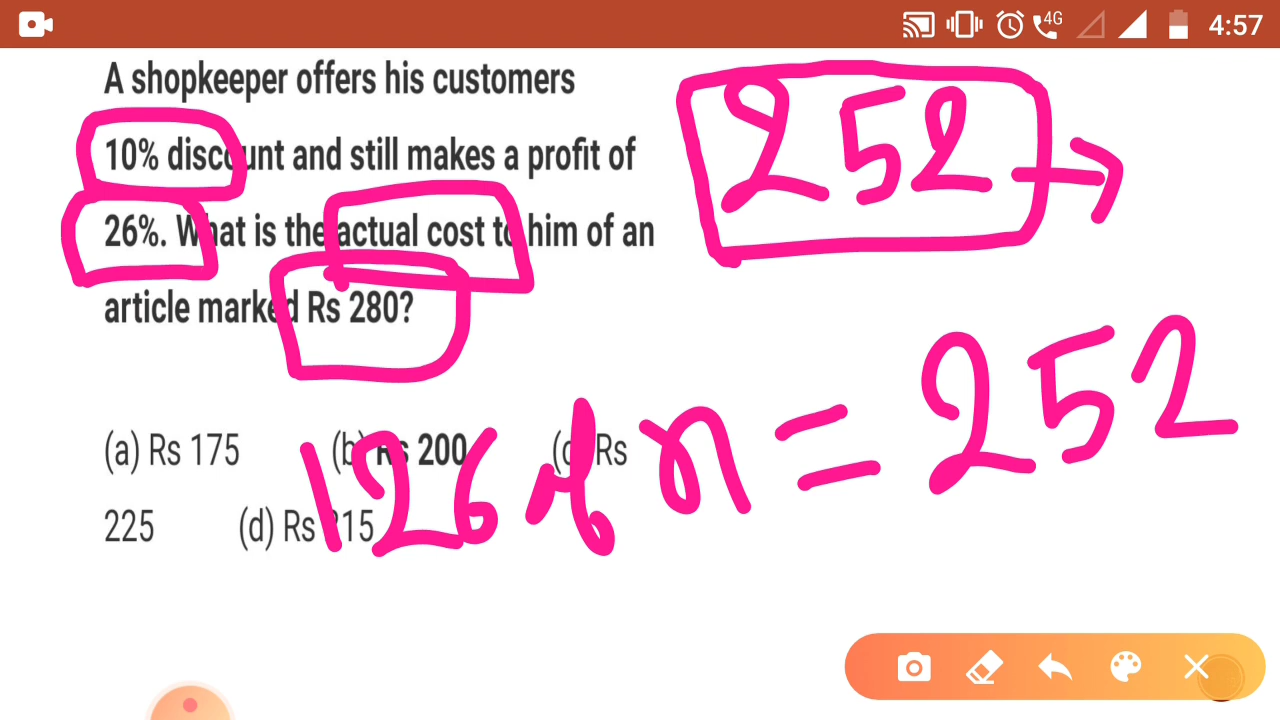 4G 4:57
A shopkeeper offers his customers
10% discount and still makes a profit of
26%. What is the actual cost to him of an
article marked Rs 280?
252
126 of n = 252
(a) Rs 175 (b) Rs 200 (c) Rs
225 (d) Rs 215